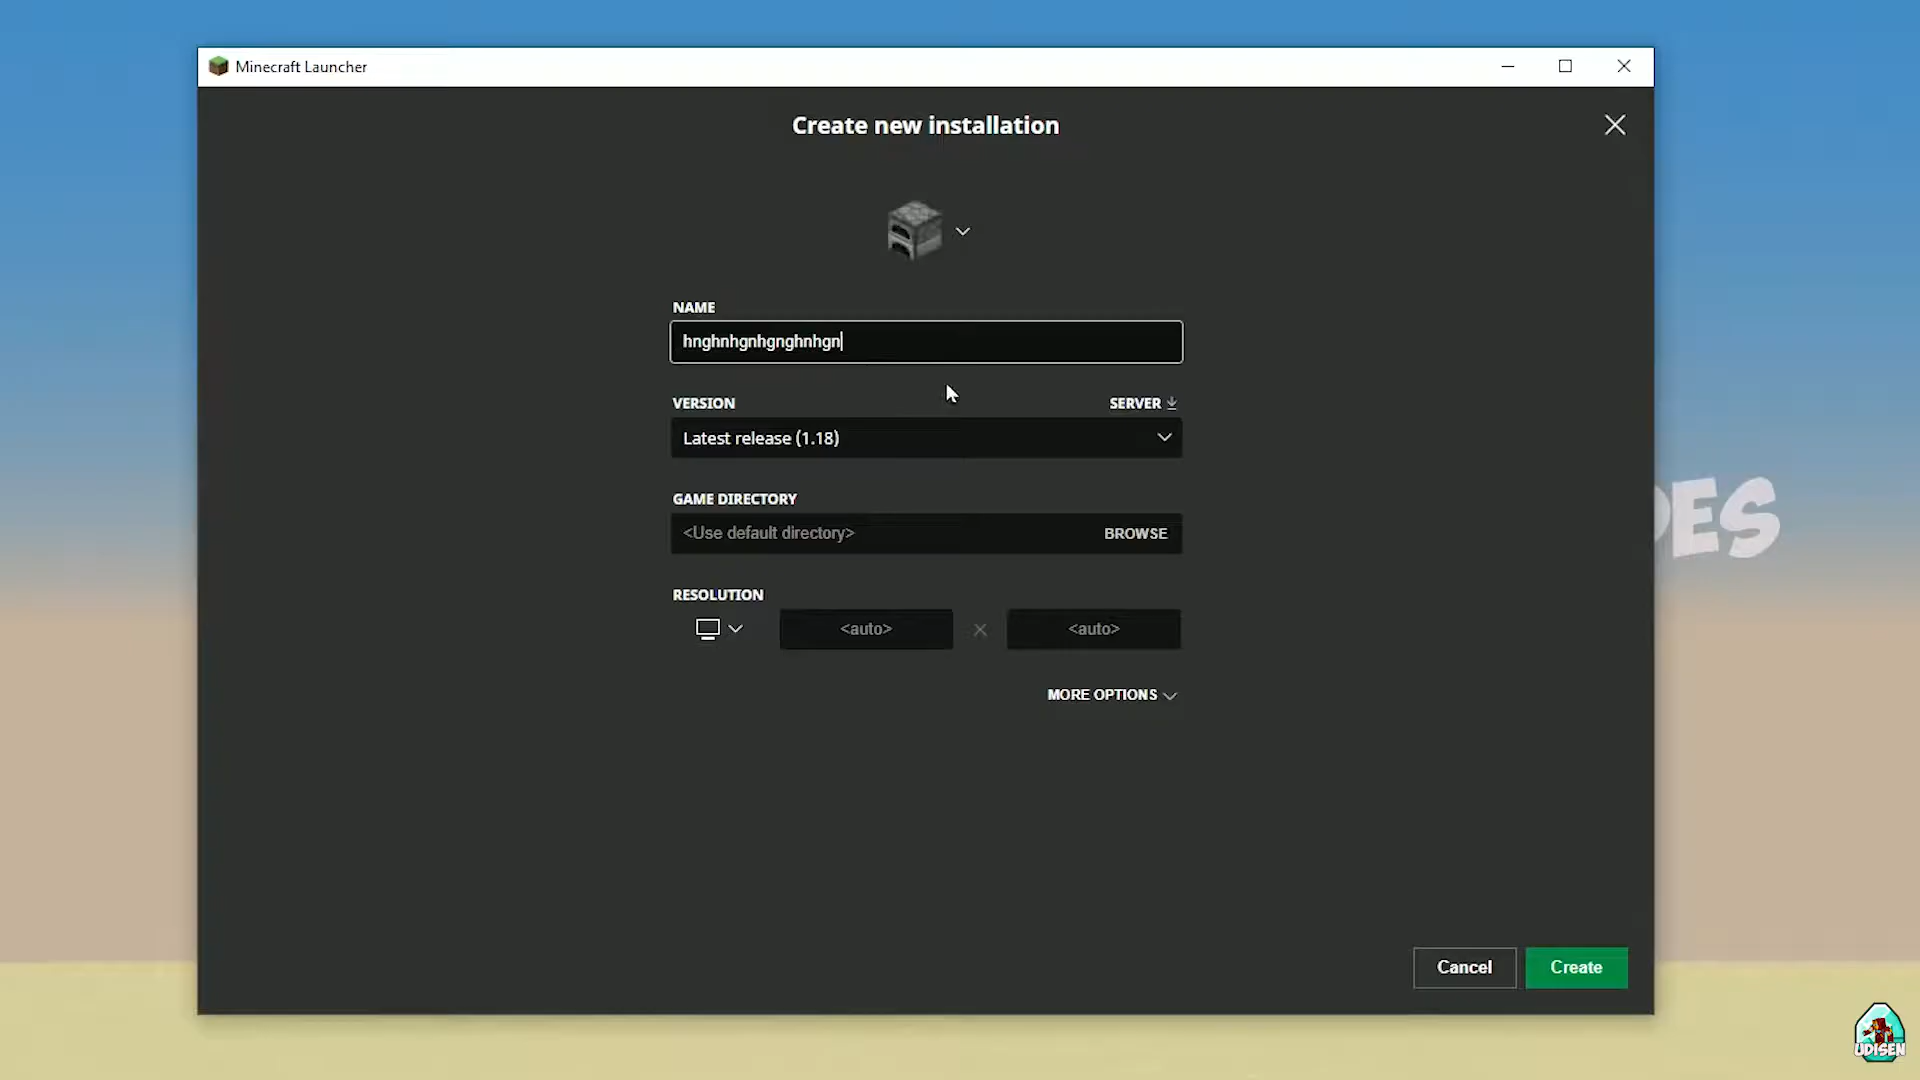 Minecraft Launcher
Create new installation
NAME
hnghnhgnhgnghnhgn
VERSION
SERVER
Latest release (1.18)
GAME DIRECTORY
<Use default directory>
BROWSE
RESOLUTION
<auto>
<auto>
MORE OPTIONS
Cancel
Create
UDISEN